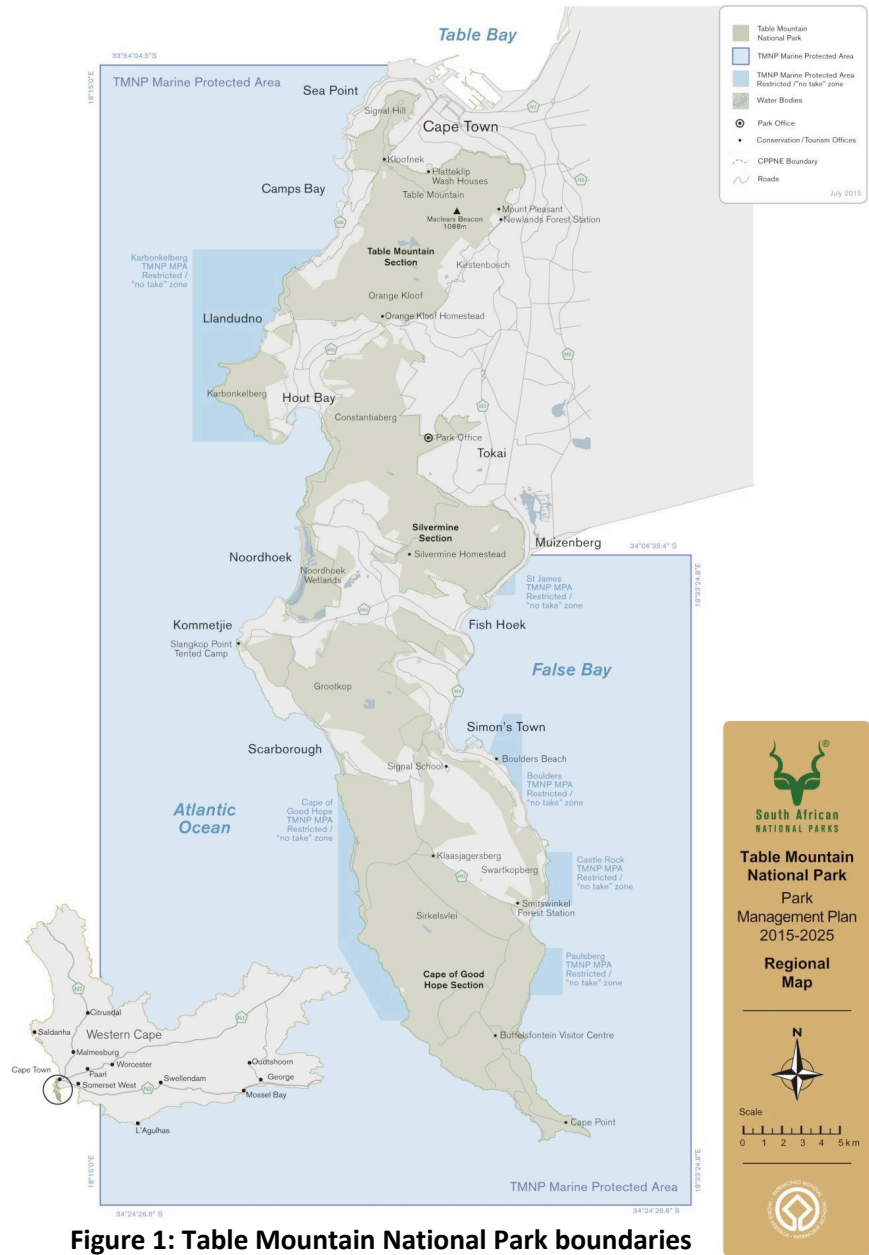 Table Bay
33°54'04.5"S
18°15'0"E
TMNP Marine Protected Area
Sea Point
Signal Hill
Cape Town
Kloofnek
Platteklip
Wash Houses
Camps Bay
Table Mountain
Maclears Beacon
1088m
Mount Pleasant
Newlands Forest Station
Table Mountain
Section
Kirstenbosch
Karbonkelberg
TMNP MPA
Restricted /
"no take" zone
Orange Kloof
Llandudno
Orange Kloof Homestead
Karbonkelberg
Hout Bay
Constantiaberg
Park Office
Tokai
Silvermine
Section
Silvermine Homestead
Muizenberg
34°06'35.4" S
18°33'24,8"E
Noordhoek
Noordhoek
Wetlands
St James
TMNP MPA
Restricted /
"no take" zone
Kommetjie
Fish Hoek
Slangkop Point
Tented Camp
False Bay
Grootkop
Simon's Town
Scarborough
Signal School
Boulders Beach
Boulders
TMNP MPA
Restricted /
"no take" zone
Atlantic
Ocean
Cape of
Good Hope
TMNP MPA
Restricted /
"no take" zone
Klaasjagersberg
Swartkopberg
Castle Rock
TMNP MPA
Restricted /
"no take" zone
Smitswinkel
Forest Station
Sirkelsvlei
Paulsberg
TMNP MPA
Restricted /
"no take" zone
Cape of Good
Hope Section
Buffelsfontein Visitor Centre
Cape Point
N7
N1
Citrusdal
Saldanha
Western Cape
Malmesburg
Worcester
Oudtshoorn
Cape Town
Paarl
Somerset West
N2
Swellendam
George
Mossel Bay
L'Agulhas
18°15'0"E
TMNP Marine Protected Area
18°33'24,8"E
34°24'26.6" S
34°24'26.6" S
Table Mountain
National Park
TMNP Marine Protected Area
TMNP Marine Protected Area
Restricted /"no take" zone
Water Bodies
Park Office
Conservation/Tourism Offices
CPPNE Boundary
Roads
July 2015
®
South African
NATIONAL PARKS
Table Mountain
National Park
Park
Management Plan
2015-2025
Regional
Map
N
Scale
0 1 2 3 4 5 km
Figure 1: Table Mountain National Park boundaries